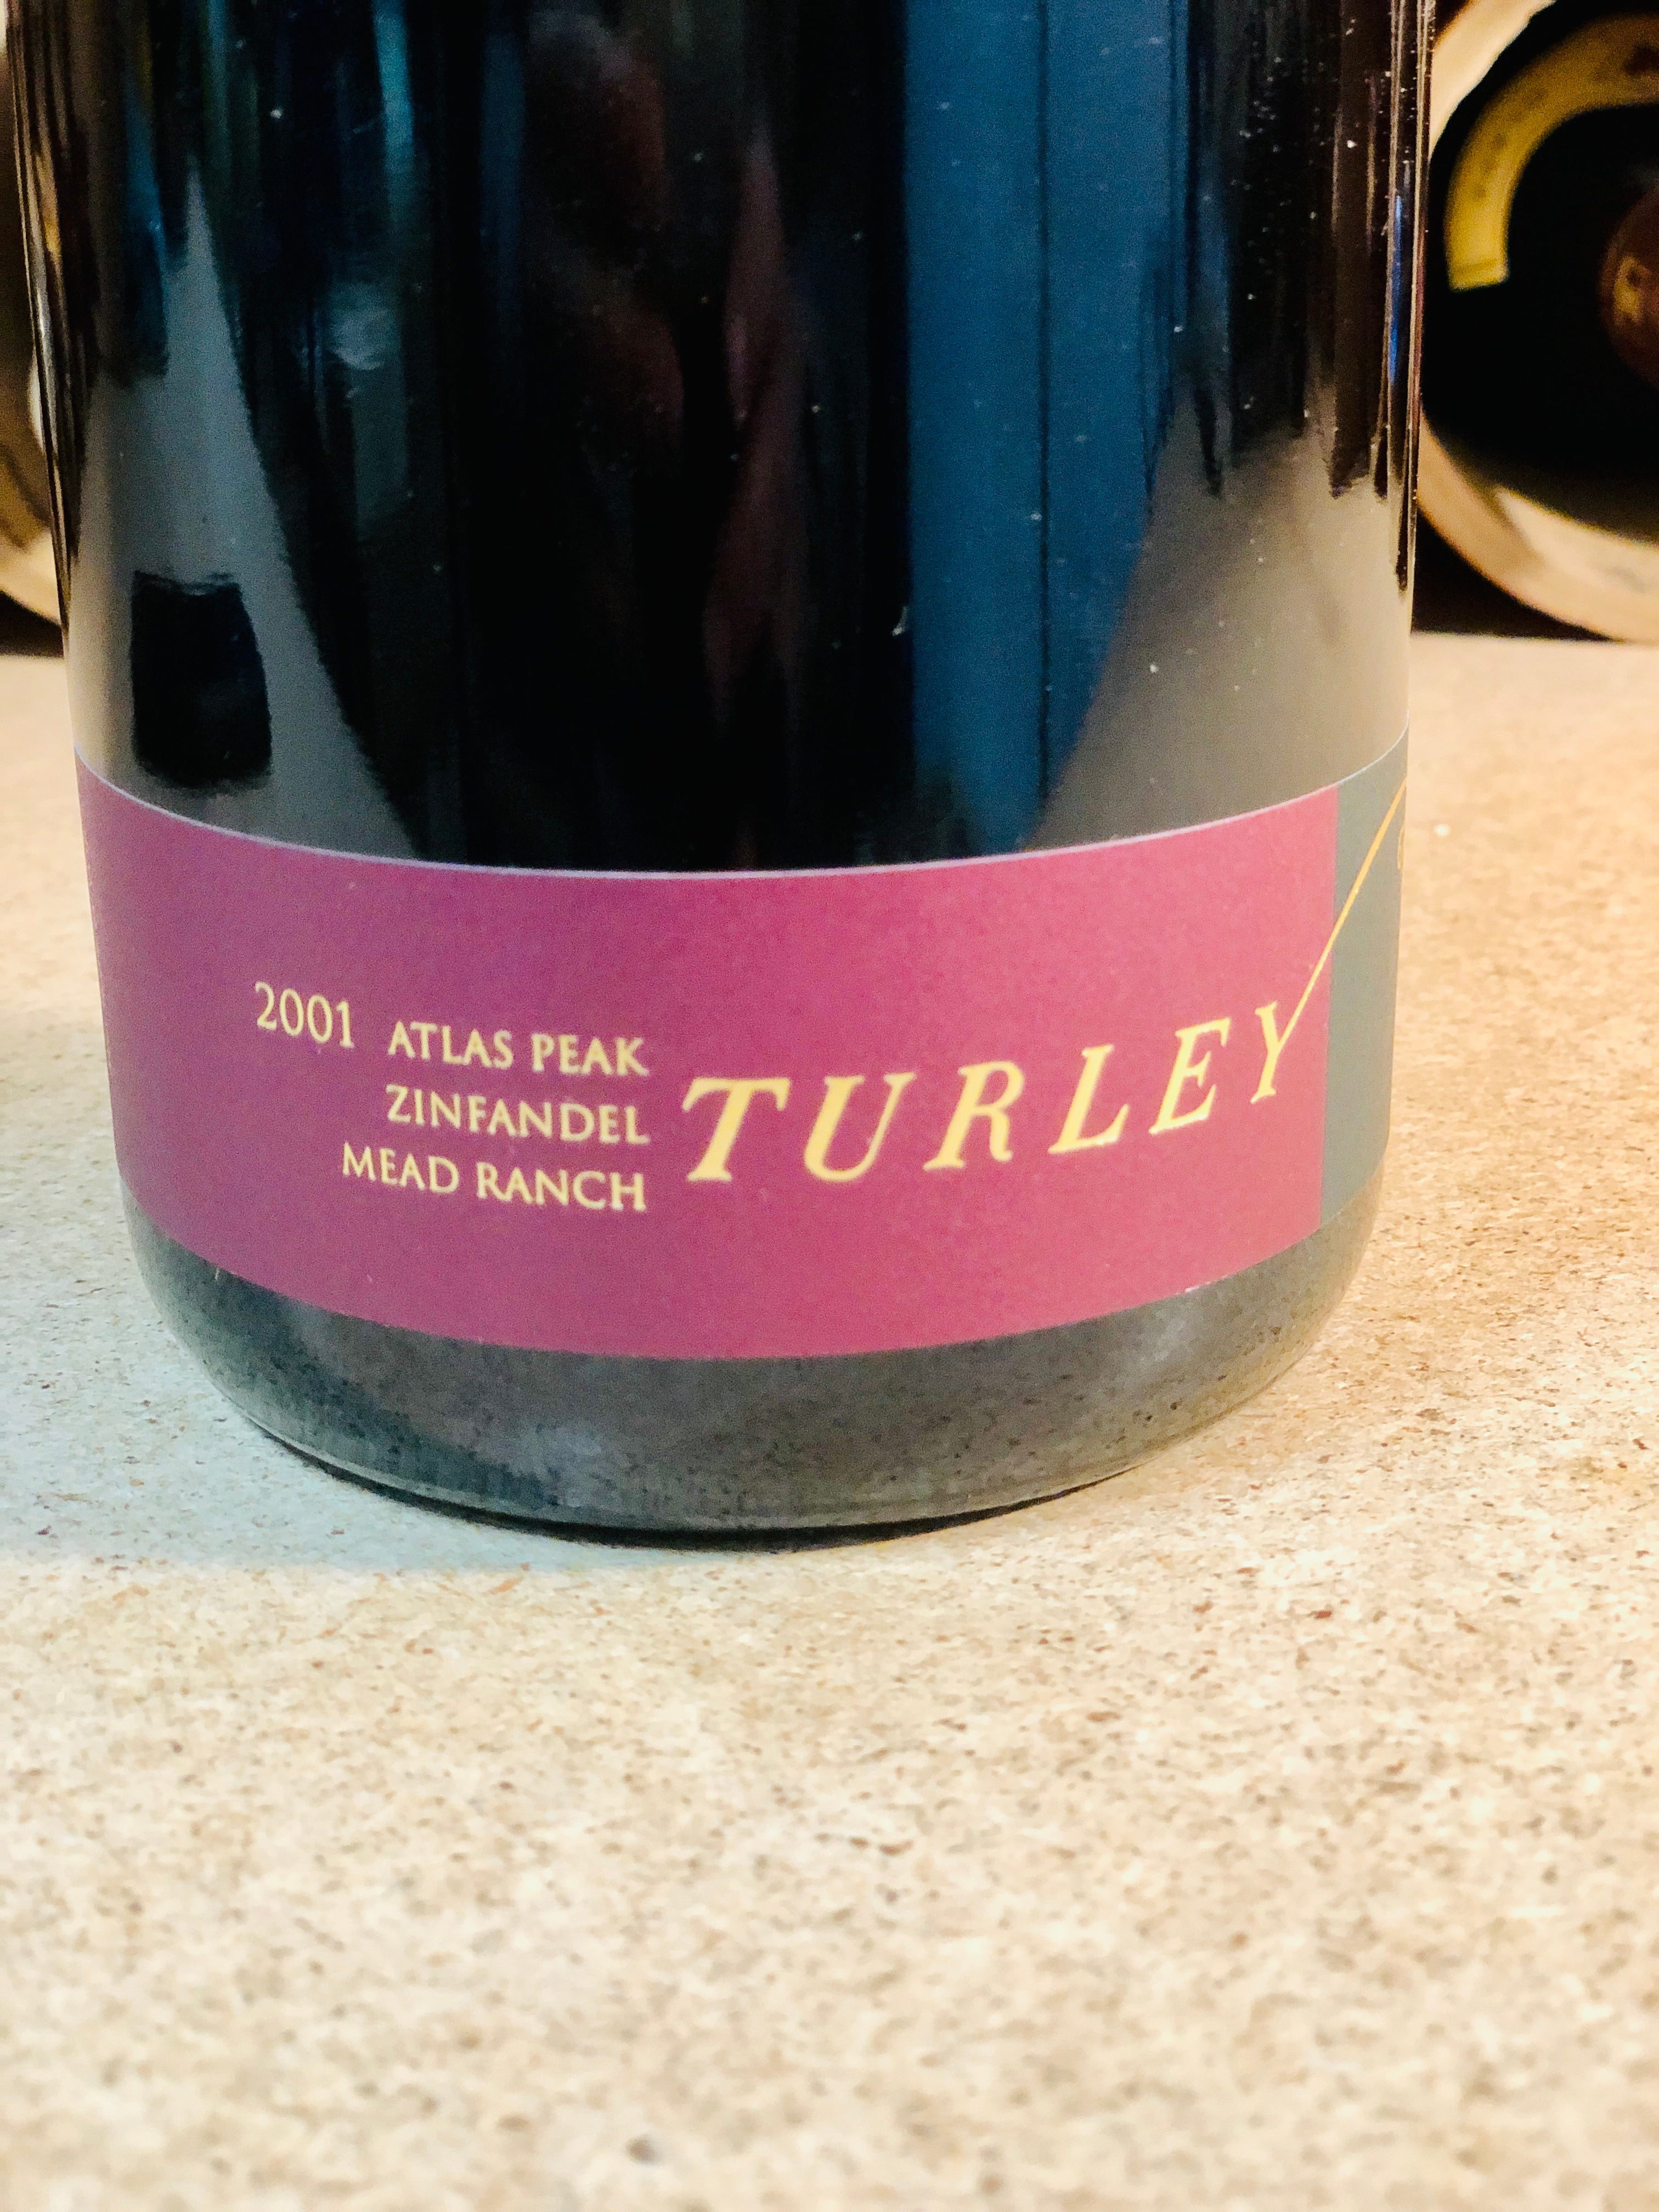 2001 ATLAS PEAK
ZINFANDEL
MEAD RANCH
TURLEY